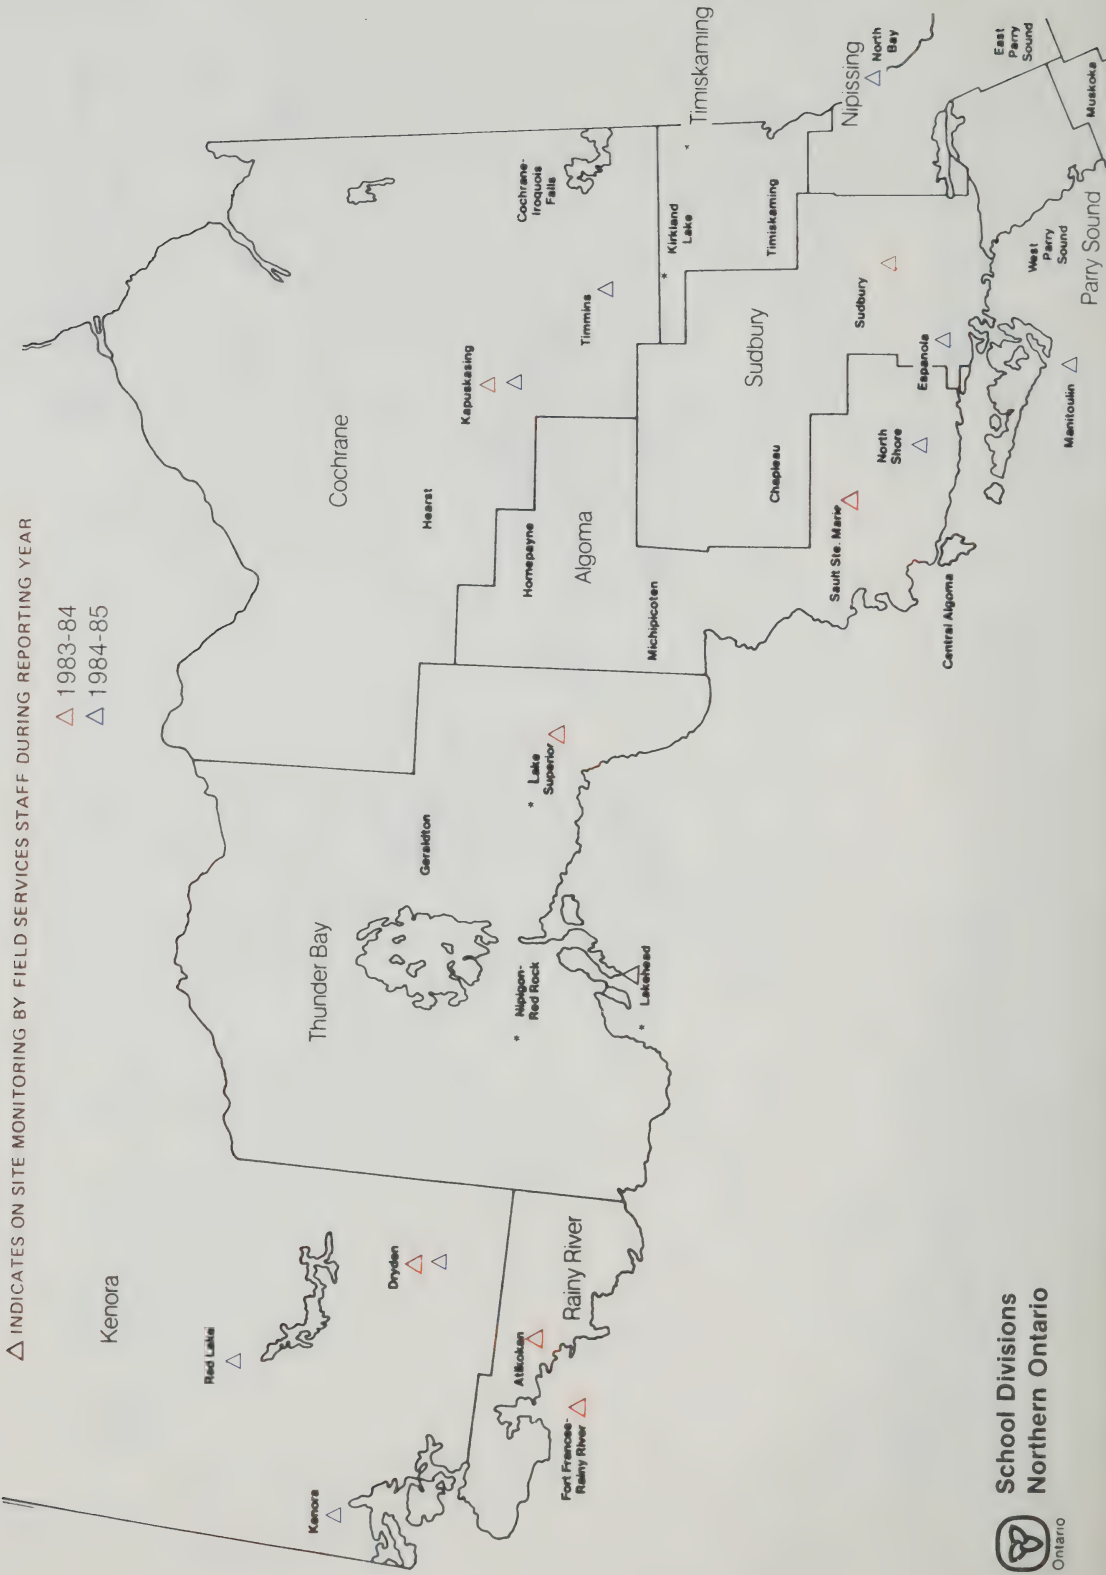 △ INDICATES ON SITE MONITORING BY FIELD SERVICES STAFF DURING REPORTING YEAR
△ 1983-84
△ 1984-85
Kenora
Red Lake
Kenora
Dryden
Atikokan
Fort Frances-
Rainy River
Rainy River
Thunder Bay
Geraldton
* Nipigon-
Red Rock
* Lakehead
* Lake
Superior
Cochrane
Hearst
Kapuskasing
Hornepayne
Algoma
Michipicoten
Timmins
Cochrane-
Iroquois
Falls
* Kirkland
Lake
Timiskaming
Timiskaming
Sudbury
Chapleau
Sudbury
Sault Ste. Marie
North
Shore
Espanola
Central Algoma
Manitoulin
Nipissing
North
Bay
East
Parry
Sound
Muskoka
West
Parry
Sound
Parry Sound
Ontario
School Divisions
Northern Ontario